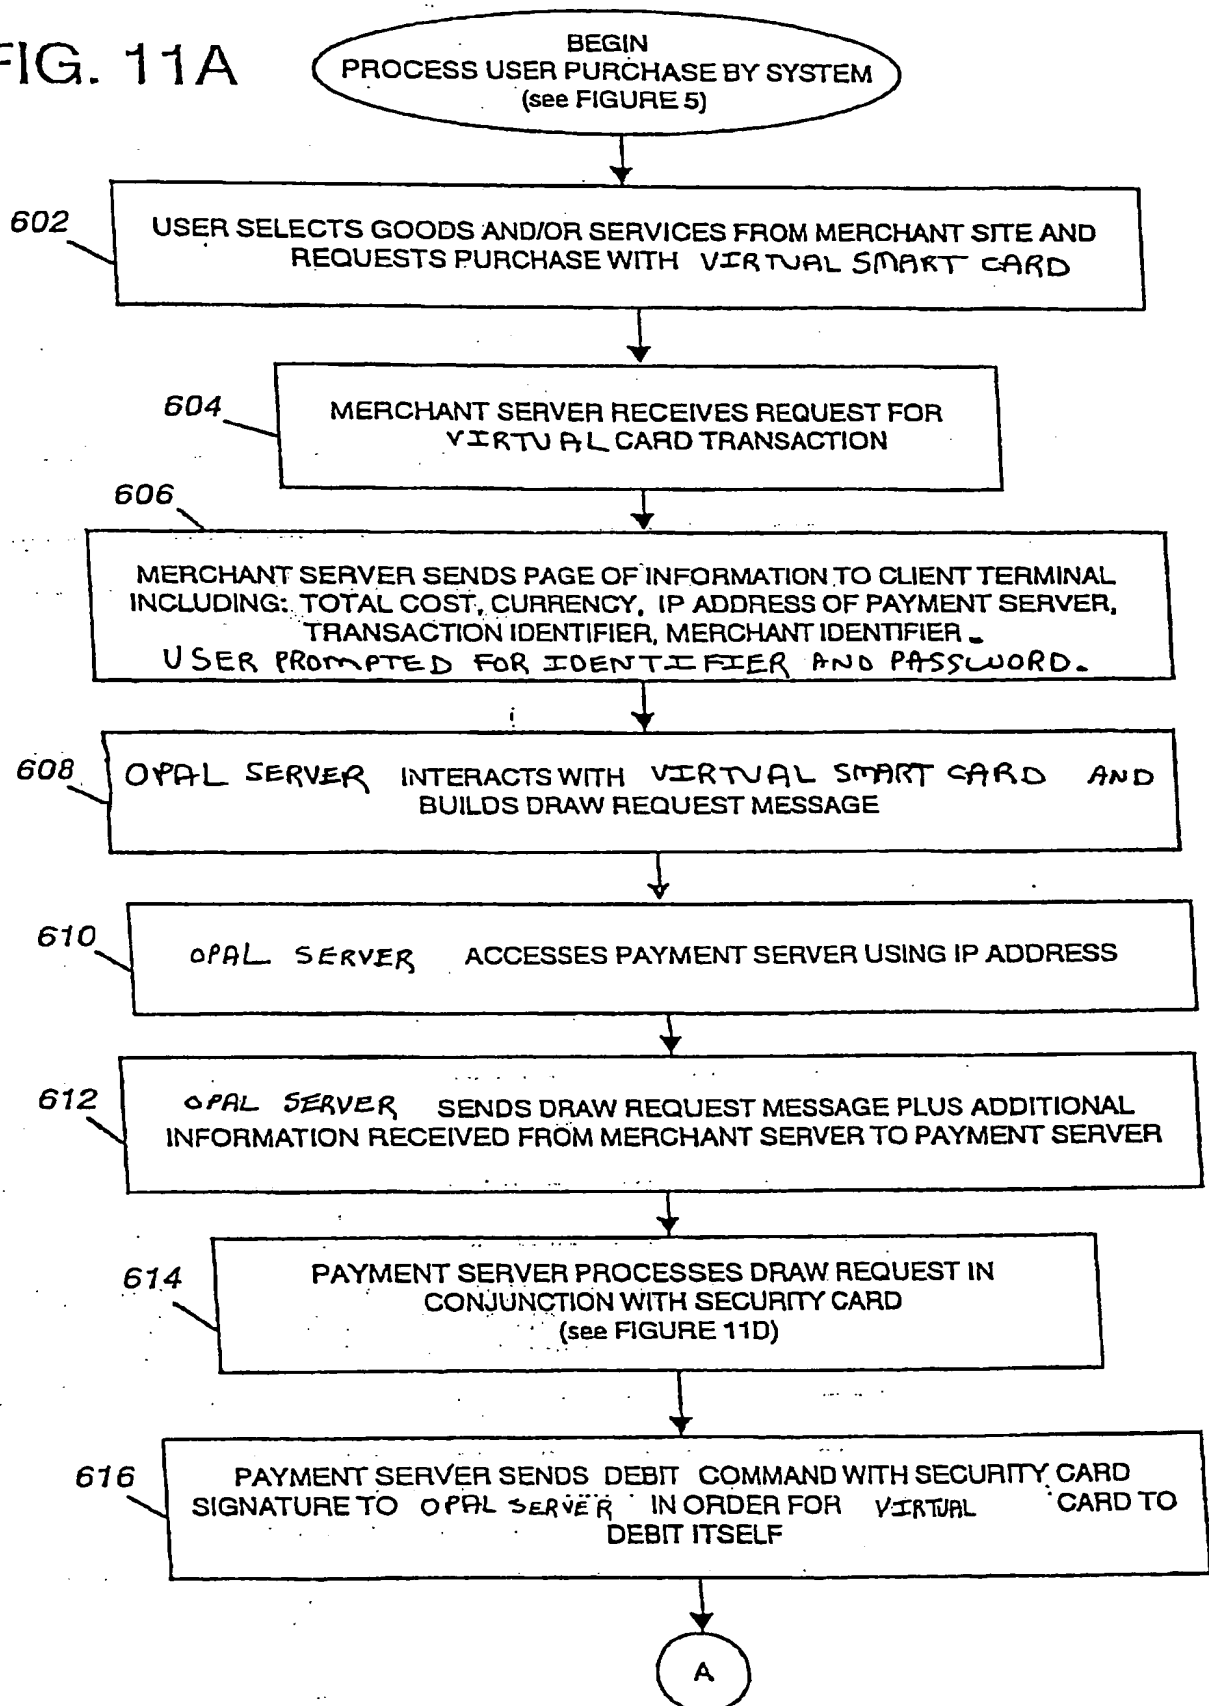 FIG. 11A
BEGIN
PROCESS USER PURCHASE BY SYSTEM
(see FIGURE 5)
602
USER SELECTS GOODS AND/OR SERVICES FROM MERCHANT SITE AND
REQUESTS PURCHASE WITH VIRTUAL SMART CARD
604
MERCHANT SERVER RECEIVES REQUEST FOR
VIRTUAL CARD TRANSACTION
606
MERCHANT SERVER SENDS PAGE OF INFORMATION TO CLIENT TERMINAL
INCLUDING: TOTAL COST, CURRENCY, IP ADDRESS OF PAYMENT SERVER,
TRANSACTION IDENTIFIER, MERCHANT IDENTIFIER.
USER PROMPTED FOR IDENTIFIER AND PASSWORD.
608
OPAL SERVER INTERACTS WITH VIRTUAL SMART CARD AND
BUILDS DRAW REQUEST MESSAGE
610
OPAL SERVER ACCESSES PAYMENT SERVER USING IP ADDRESS
612
OPAL SERVER SENDS DRAW REQUEST MESSAGE PLUS ADDITIONAL
INFORMATION RECEIVED FROM MERCHANT SERVER TO PAYMENT SERVER
614
PAYMENT SERVER PROCESSES DRAW REQUEST IN
CONJUNCTION WITH SECURITY CARD
(see FIGURE 11D)
616
PAYMENT SERVER SENDS DEBIT COMMAND WITH SECURITY CARD
SIGNATURE TO OPAL SERVER IN ORDER FOR VIRTUAL CARD TO
DEBIT ITSELF
A